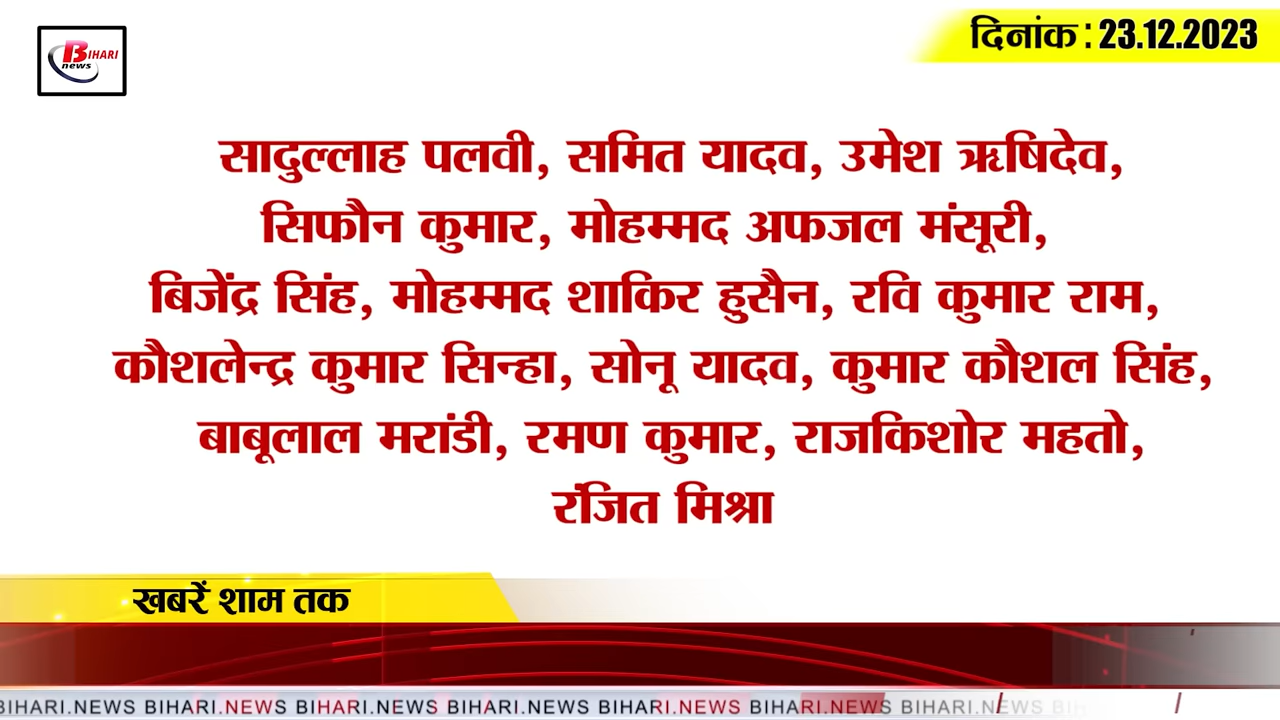 BIHARI
news
दिनांक : 23.12.2023
सादुल्लाह पलवी, समित यादव, उमेश ऋषिदेव,
सिफौन कुमार, मोहम्मद अफजल मंसूरी,
बिजेंद्र सिंह, मोहम्मद शाकिर हुसैन, रवि कुमार राम,
कौशलेन्द्र कुमार सिन्हा, सोनू यादव, कुमार कौशल सिंह,
बाबूलाल मरांडी, रमण कुमार, राजकिशोर महतो,
रंजित मिश्रा
खबरें शाम तक
BIHARI.NEWS BIHARI.NEWS BIHARI.NEWS BIHARI.NEWS BIHARI.NEWS BIHARI.NEWS BIHARI.NEWS